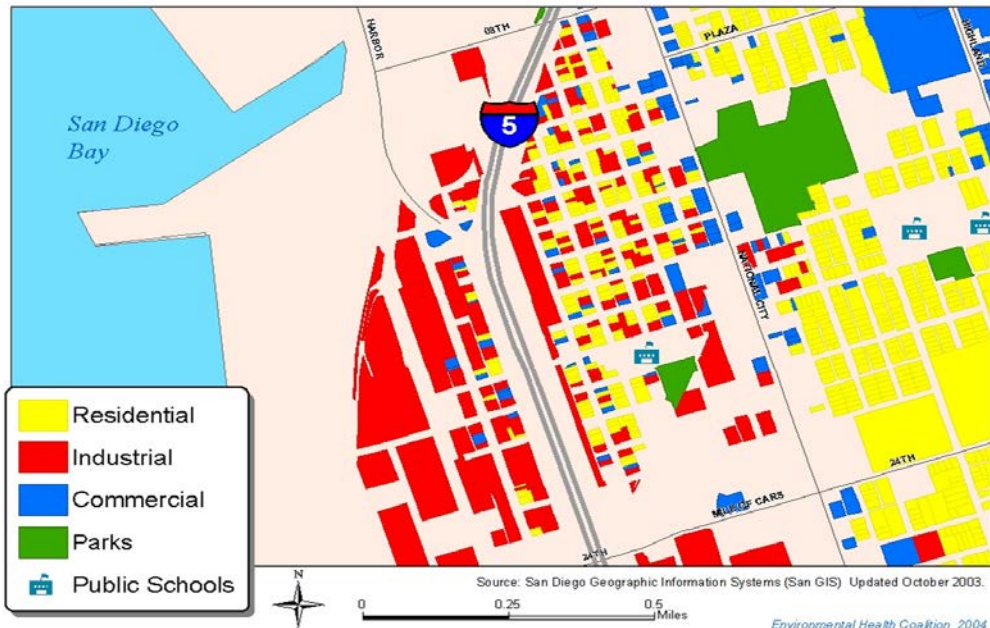 HARBOR
08TH
PLAZA
HIGHLAND
5
San Diego
Bay
NATIONAL CITY
24TH
MILE OF CARS
24TH
Residential
Industrial
Commercial
Parks
Public Schools
N
0 0.25 0.5
Miles
Source: San Diego Geographic Information Systems (San GIS) Updated October 2003.
Environmental Health Coalition, 2004